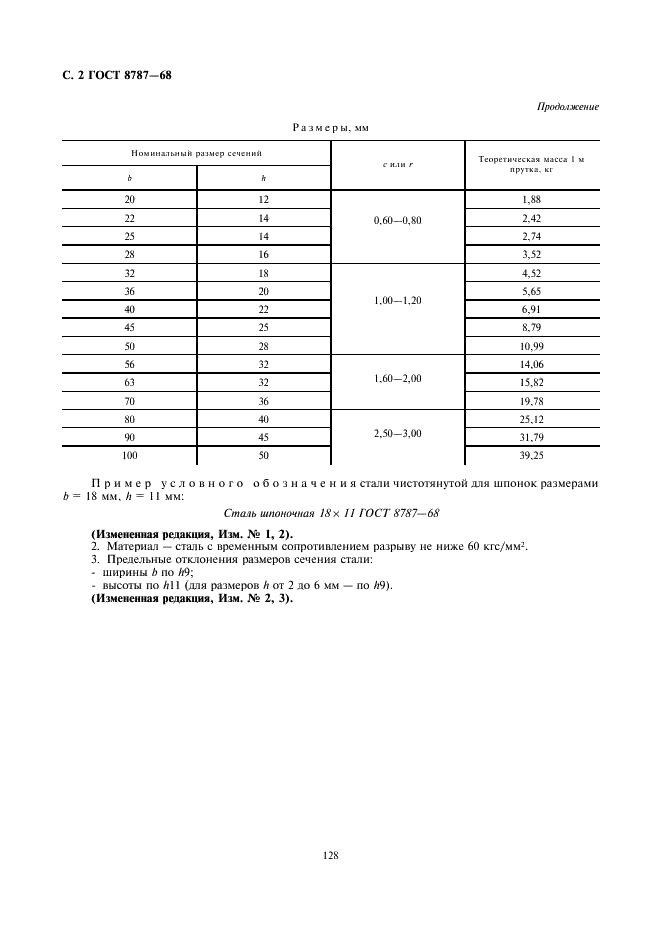 С. 2 ГОСТ 8787—68
Продолжение
Размеры, мм
Номинальный размер сечений
с или r
Теоретическая масса 1 м
прутка, кг
b h
20 12 0,60—0,80 1,88
22 14 2,42
25 14 2,74
28 16 3,52
32 18 1,00—1,20 4,52
36 20 5,65
40 22 6,91
45 25 8,79
50 28 10,99
56 32 1,60—2,00 14,06
63 32 15,82
70 36 19,78
80 40 2,50—3,00 25,12
90 45 31,79
100 50 39,25
Пример условного обозначения стали чистотянутой для шпонок размерами
b = 18 мм, h = 11 мм:
Сталь шпоночная 18 × 11 ГОСТ 8787—68
(Измененная редакция, Изм. № 1, 2).
2. Материал — сталь с временным сопротивлением разрыву не ниже 60 кгс/мм².
3. Предельные отклонения размеров сечения стали:
- ширины b по h9;
- высоты по h11 (для размеров h от 2 до 6 мм — по h9).
(Измененная редакция, Изм. № 2, 3).
128